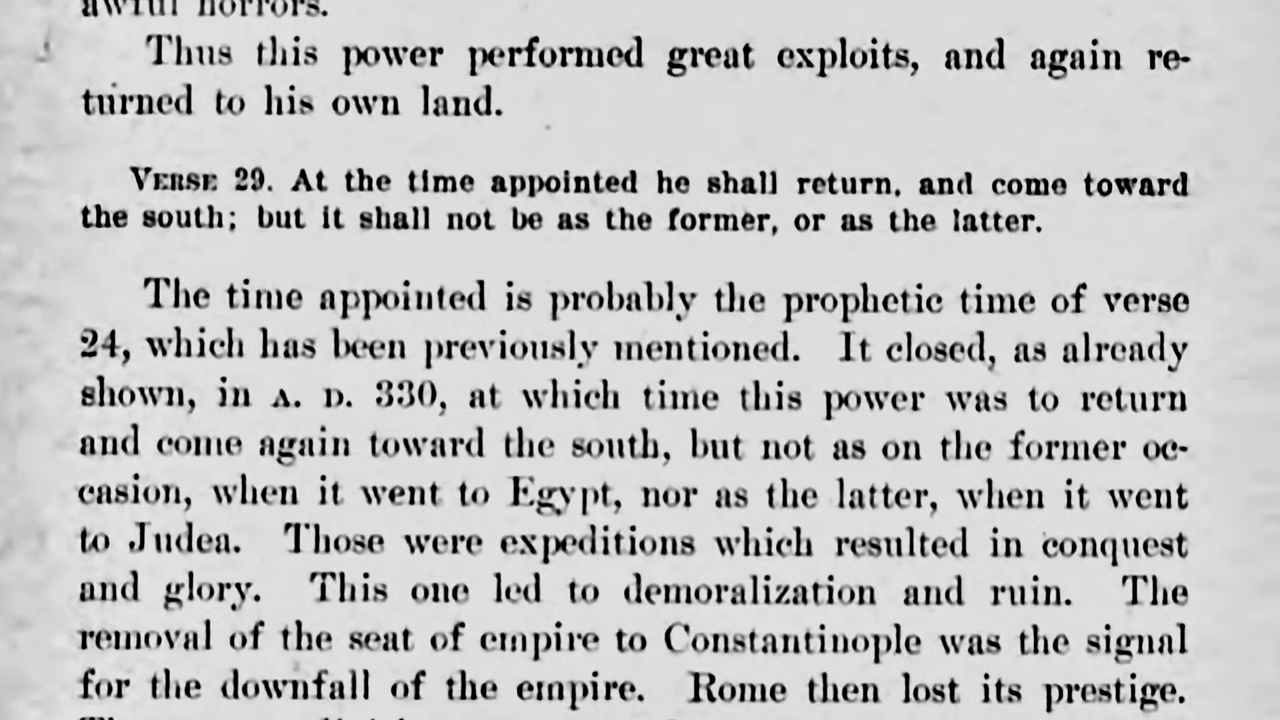 awful horrors.
Thus this power performed great exploits, and again re-
turned to his own land.
VERSE 29. At the time appointed he shall return, and come toward
the south; but it shall not be as the former, or as the latter.
The time appointed is probably the prophetic time of verse
24, which has been previously mentioned. It closed, as already
shown, in A. D. 330, at which time this power was to return
and come again toward the south, but not as on the former oc-
casion, when it went to Egypt, nor as the latter, when it went
to Judea. Those were expeditions which resulted in conquest
and glory. This one led to demoralization and ruin. The
removal of the seat of empire to Constantinople was the signal
for the downfall of the empire. Rome then lost its prestige.